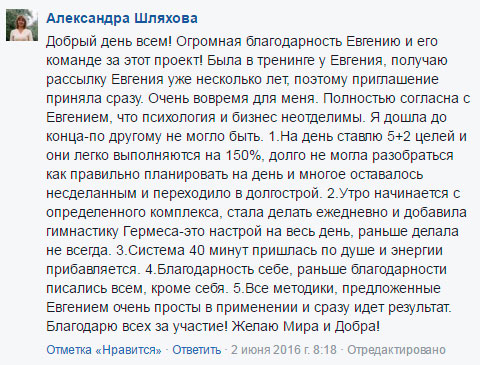 Александра Шляхова
Добрый день всем! Огромная благодарность Евгению и его
команде за этот проект! Была в тренинге у Евгения, получаю
рассылку Евгения уже несколько лет, поэтому приглашение
приняла сразу. Очень вовремя для меня. Полностью согласна с
Евгением, что психология и бизнес неотделимы. Я дошла до
конца-по другому не могло быть. 1.На день ставлю 5+2 целей и
они легко выполняются на 150%, долго не могла разобраться
как правильно планировать на день и многое оставалось
несделанным и переходило в долгострой. 2.Утро начинается с
определенного комплекса, стала делать ежедневно и добавила
гимнастику Гермеса-это настрой на весь день, раньше делала
не всегда. 3.Система 40 минут пришлась по душе и энергии
прибавляется. 4.Благодарность себе, раньше благодарности
писались всем, кроме себя. 5.Все методики, предложенные
Евгением очень просты в применении и сразу идет результат.
Благодарю всех за участие! Желаю Мира и Добра!
Отметка «Нравится» · Ответить · 2 июня 2016 г. 8:18 · Отредактировано